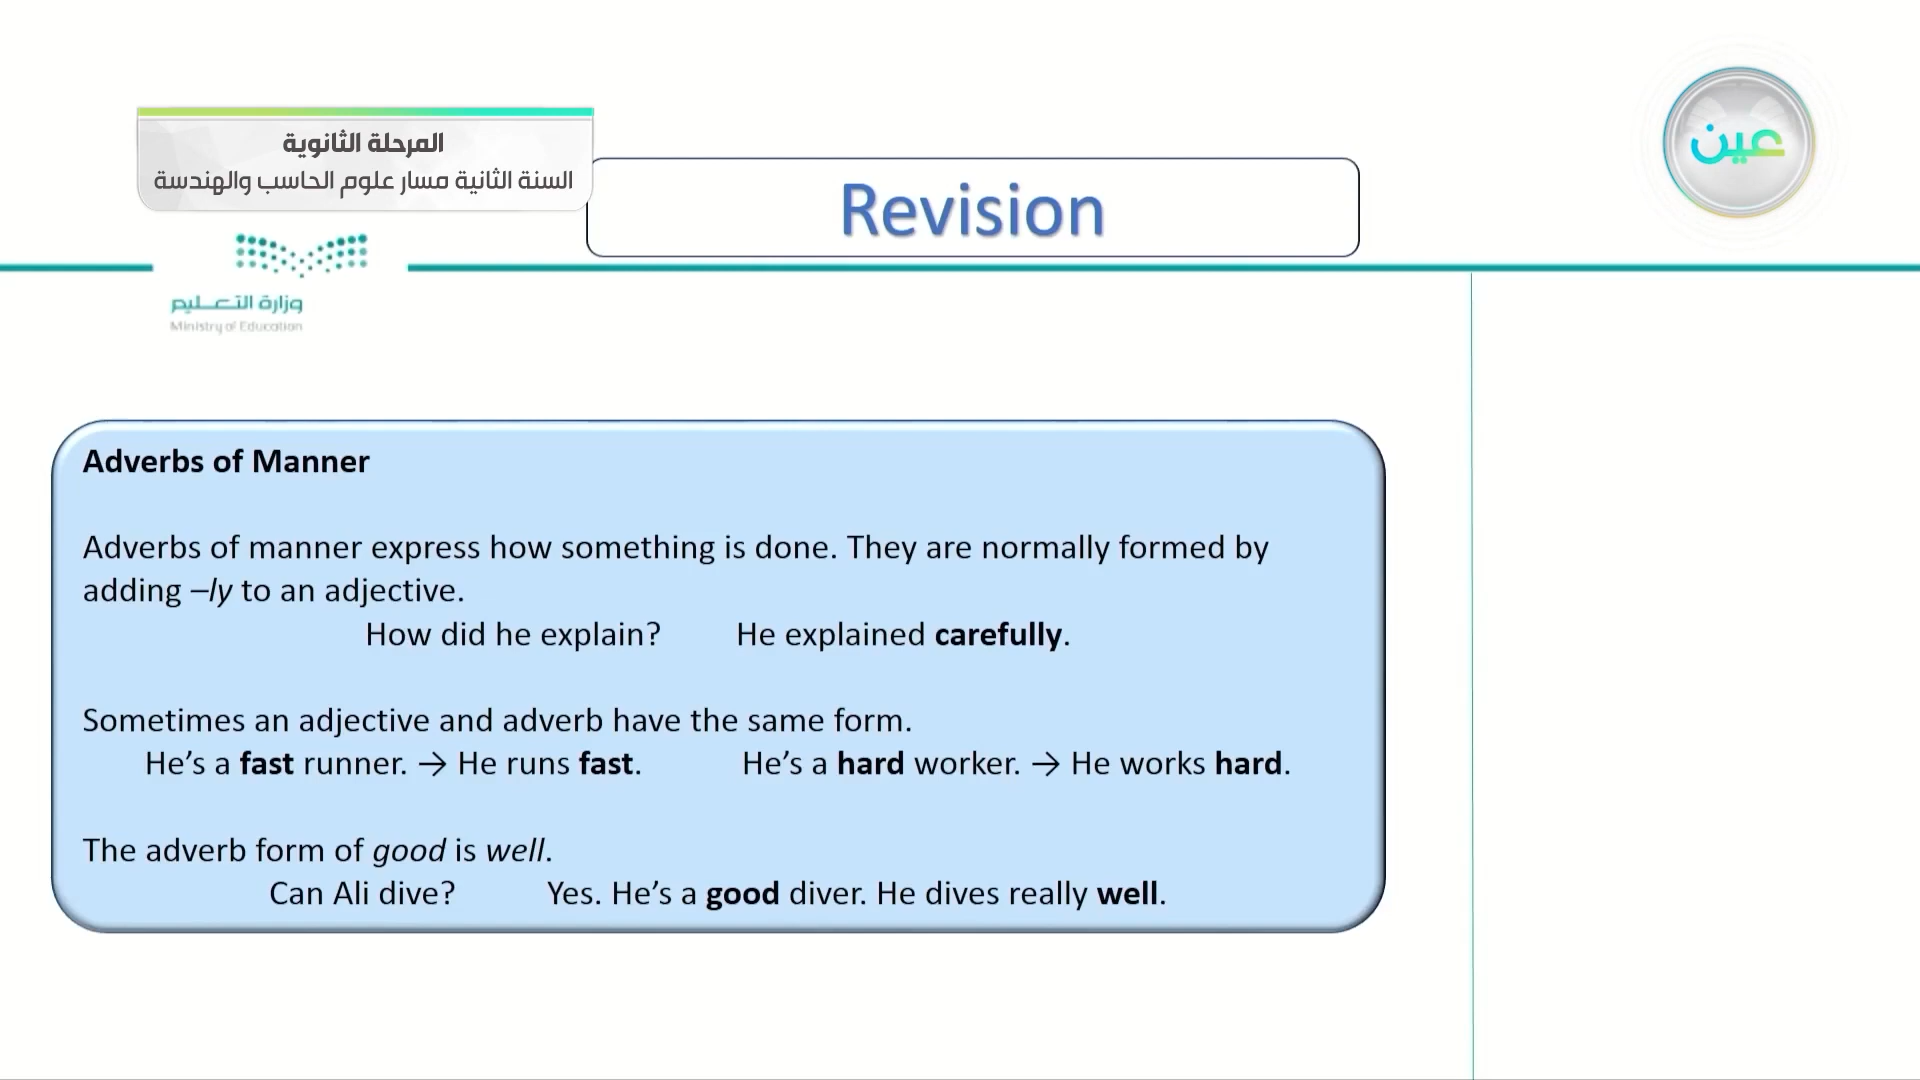 المرحلة الثانوية
السنة الثانية مسار علوم الحاسب والهندسة
عين
Revision
وزارة التعليم
Ministry of Education
Adverbs of Manner
Adverbs of manner express how something is done. They are normally formed by
adding –ly to an adjective.
How did he explain? He explained carefully.
Sometimes an adjective and adverb have the same form.
He's a fast runner. → He runs fast. He's a hard worker. → He works hard.
The adverb form of good is well.
Can Ali dive? Yes. He's a good diver. He dives really well.